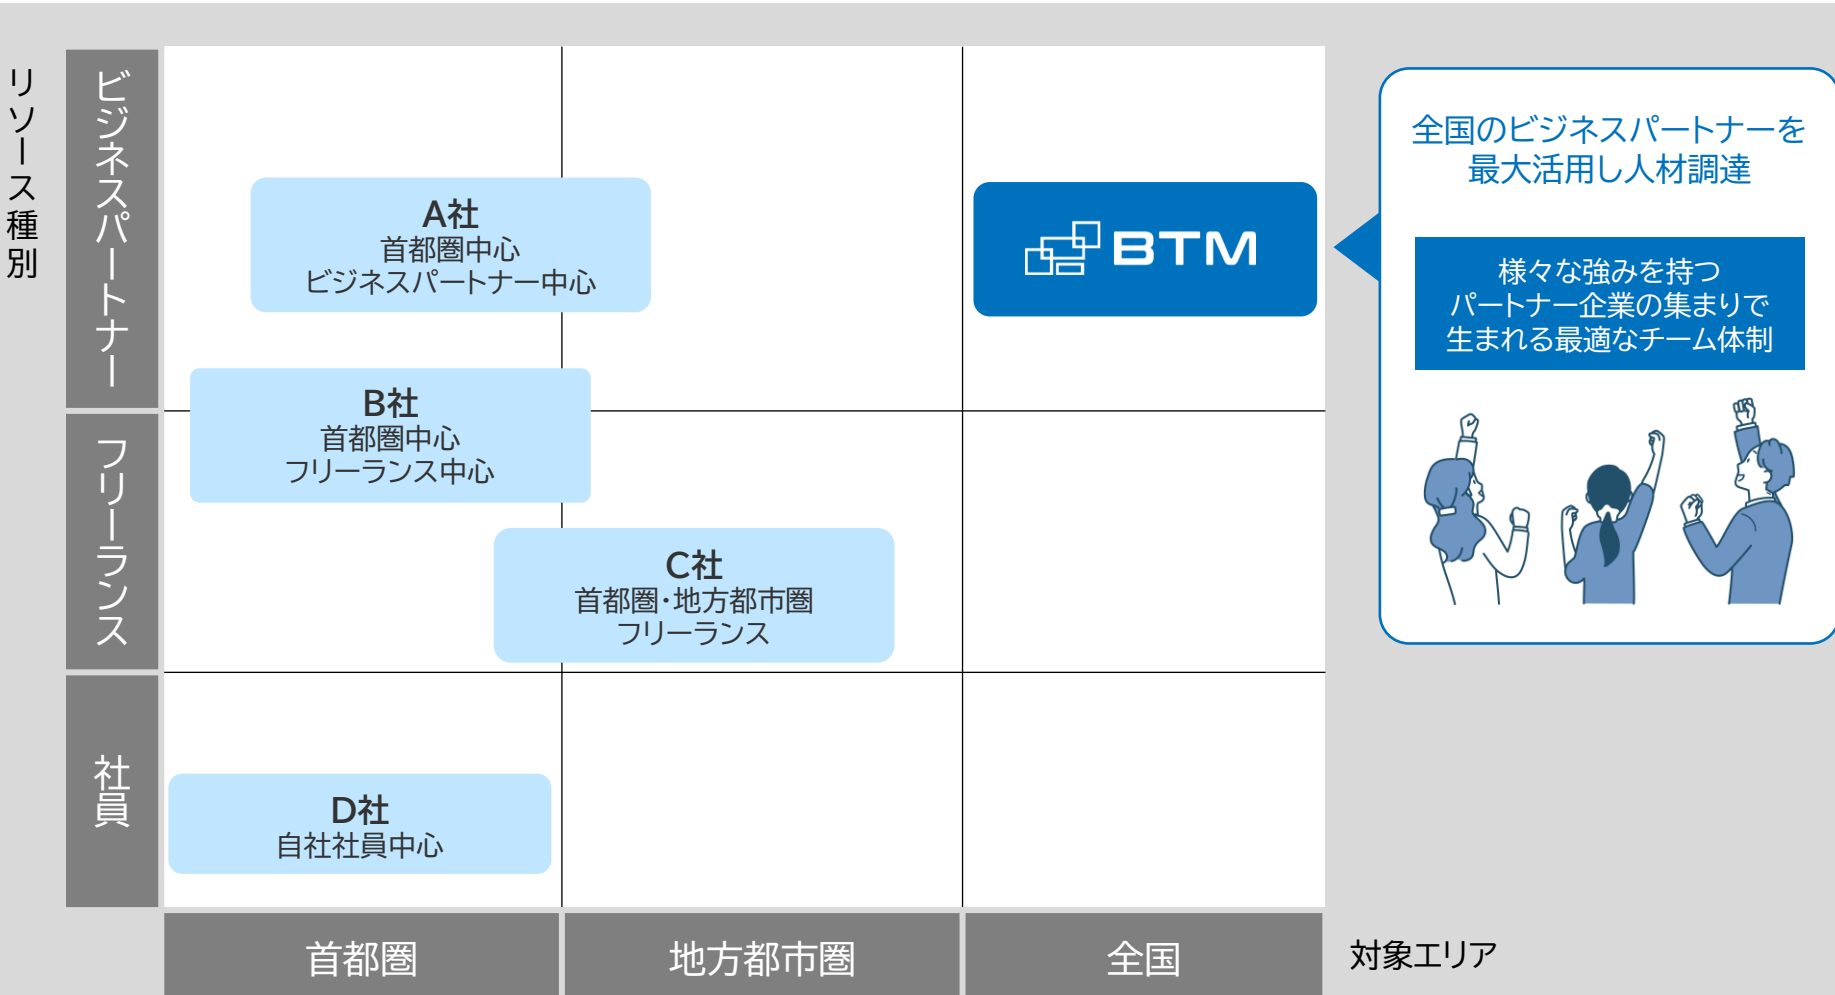 リソース種別
ビジネスパートナー
フリーランス
社員
A社
首都圏中心
ビジネスパートナー中心
BTM
B社
首都圏中心
フリーランス中心
C社
首都圏・地方都市圏
フリーランス
D社
自社社員中心
首都圏
地方都市圏
全国
対象エリア
全国のビジネスパートナーを
最大活用し人材調達
様々な強みを持つ
パートナー企業の集まりで
生まれる最適なチーム体制